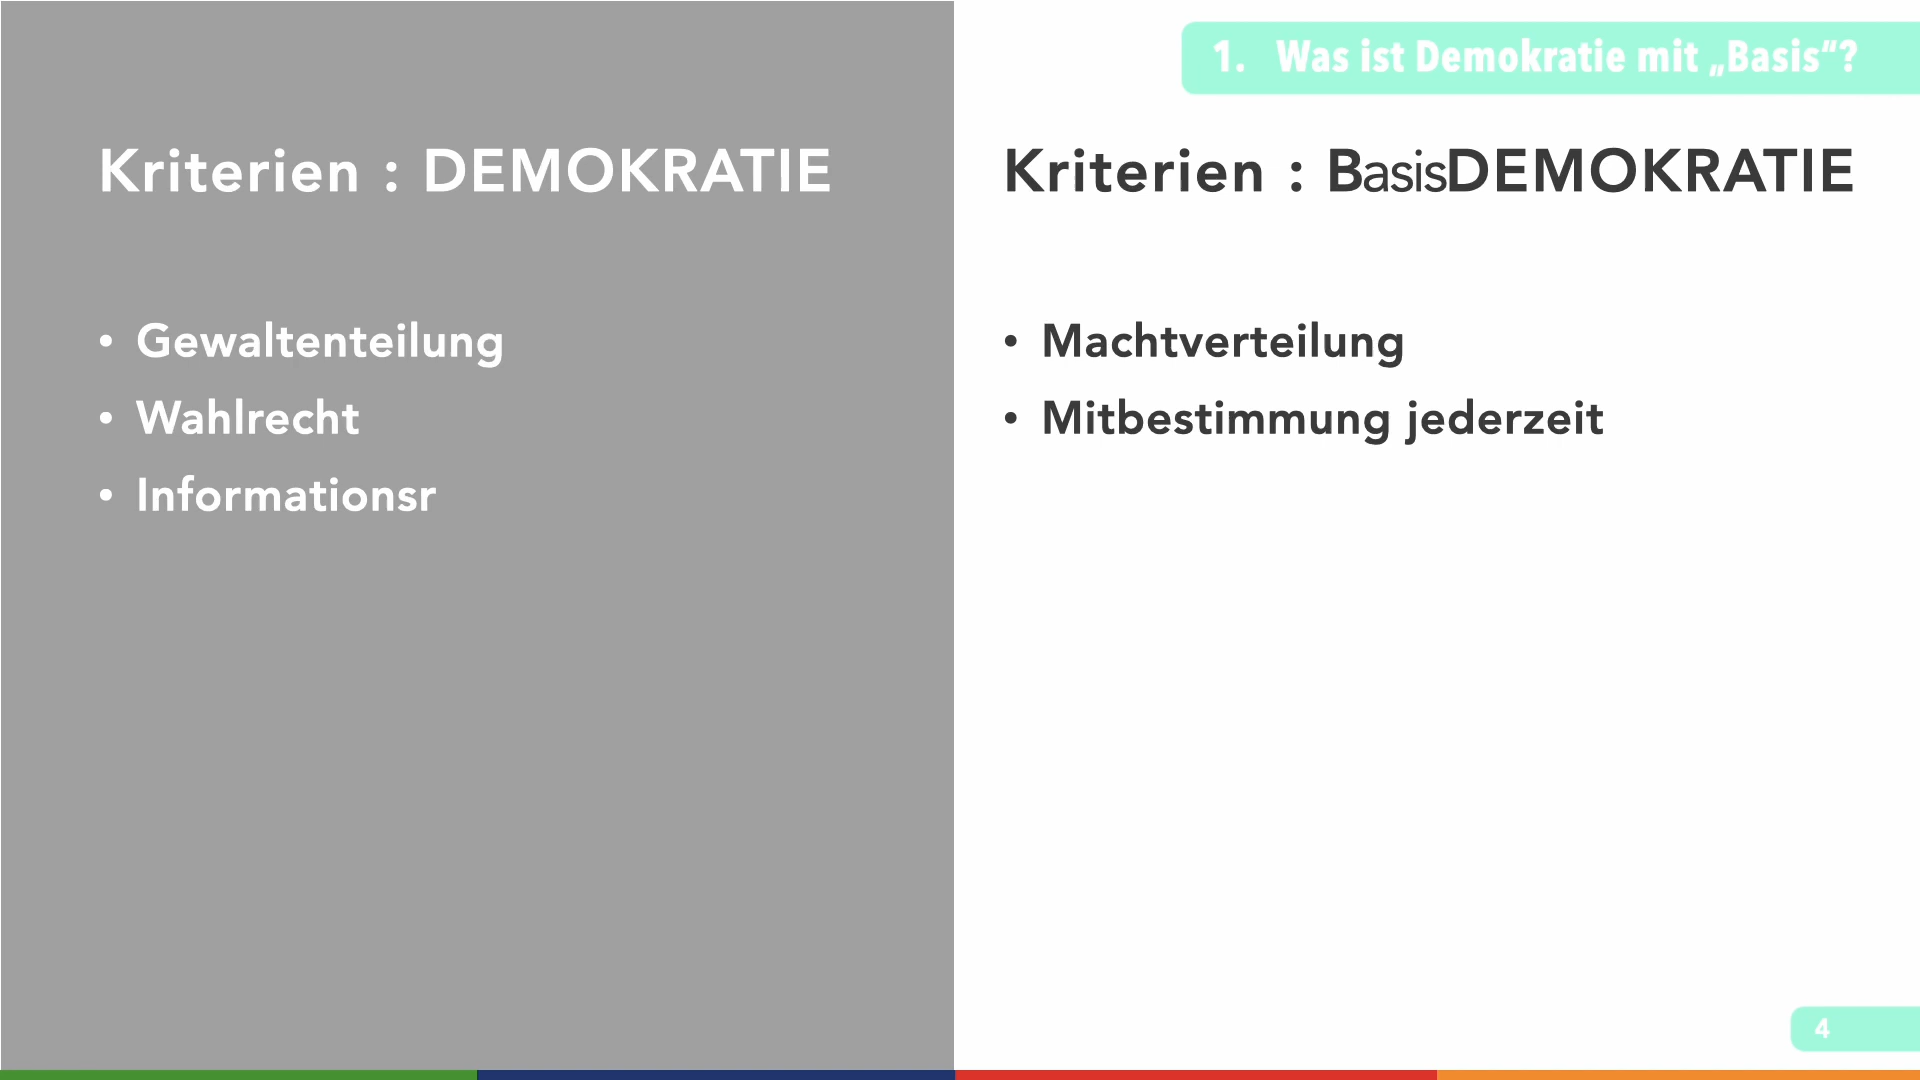 1. Was ist Demokratie mit „Basis“?
Kriterien : DEMOKRATIE
• Gewaltenteilung
• Wahlrecht
• Informationsr
Kriterien : BasisDEMOKRATIE
• Machtverteilung
• Mitbestimmung jederzeit
4